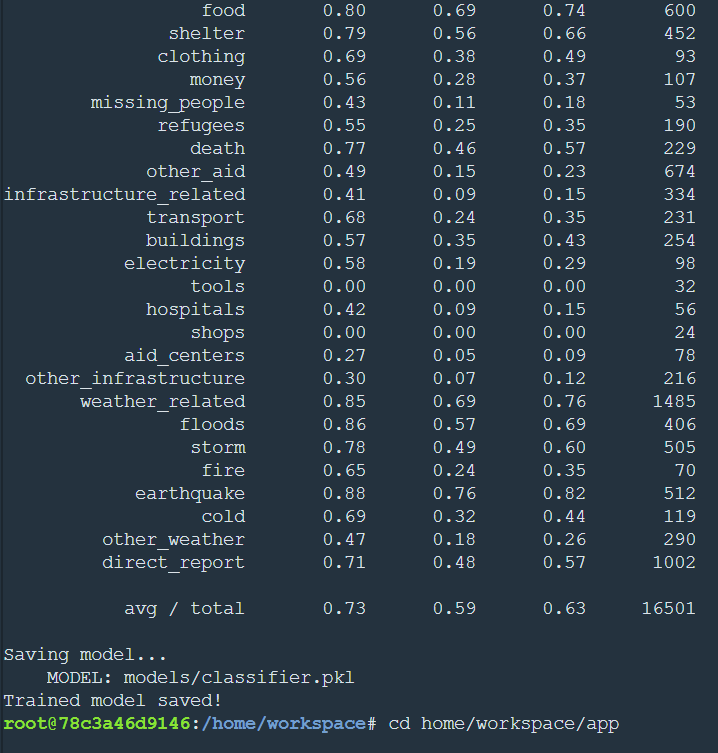 food 0.80 0.69 0.74 600
shelter 0.79 0.56 0.66 452
clothing 0.69 0.38 0.49 93
money 0.56 0.28 0.37 107
missing_people 0.43 0.11 0.18 53
refugees 0.55 0.25 0.35 190
death 0.77 0.46 0.57 229
other_aid 0.49 0.15 0.23 674
infrastructure_related 0.41 0.09 0.15 334
transport 0.68 0.24 0.35 231
buildings 0.57 0.35 0.43 254
electricity 0.58 0.19 0.29 98
tools 0.00 0.00 0.00 32
hospitals 0.42 0.09 0.15 56
shops 0.00 0.00 0.00 24
aid_centers 0.27 0.05 0.09 78
other_infrastructure 0.30 0.07 0.12 216
weather_related 0.85 0.69 0.76 1485
floods 0.86 0.57 0.69 406
storm 0.78 0.49 0.60 505
fire 0.65 0.24 0.35 70
earthquake 0.88 0.76 0.82 512
cold 0.69 0.32 0.44 119
other_weather 0.47 0.18 0.26 290
direct_report 0.71 0.48 0.57 1002
avg / total 0.73 0.59 0.63 16501
Saving model...
MODEL: models/classifier.pkl
Trained model saved!
root@78c3a46d9146:/home/workspace# cd home/workspace/app